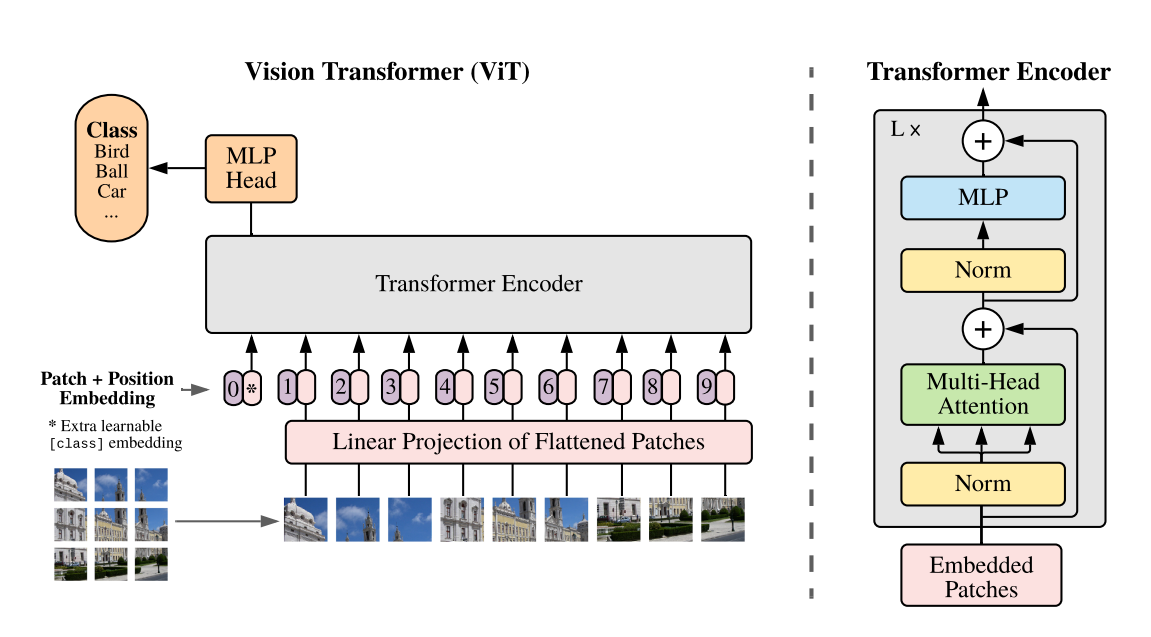 Vision Transformer (ViT)
Class
Bird
Ball
Car
...
MLP
Head
Transformer Encoder
Patch + Position
Embedding
* Extra learnable
[class] embedding
0 *
1
2
3
4
5
6
7
8
9
Linear Projection of Flattened Patches
Transformer Encoder
L x
+
MLP
Norm
+
Multi-Head
Attention
Norm
Embedded
Patches